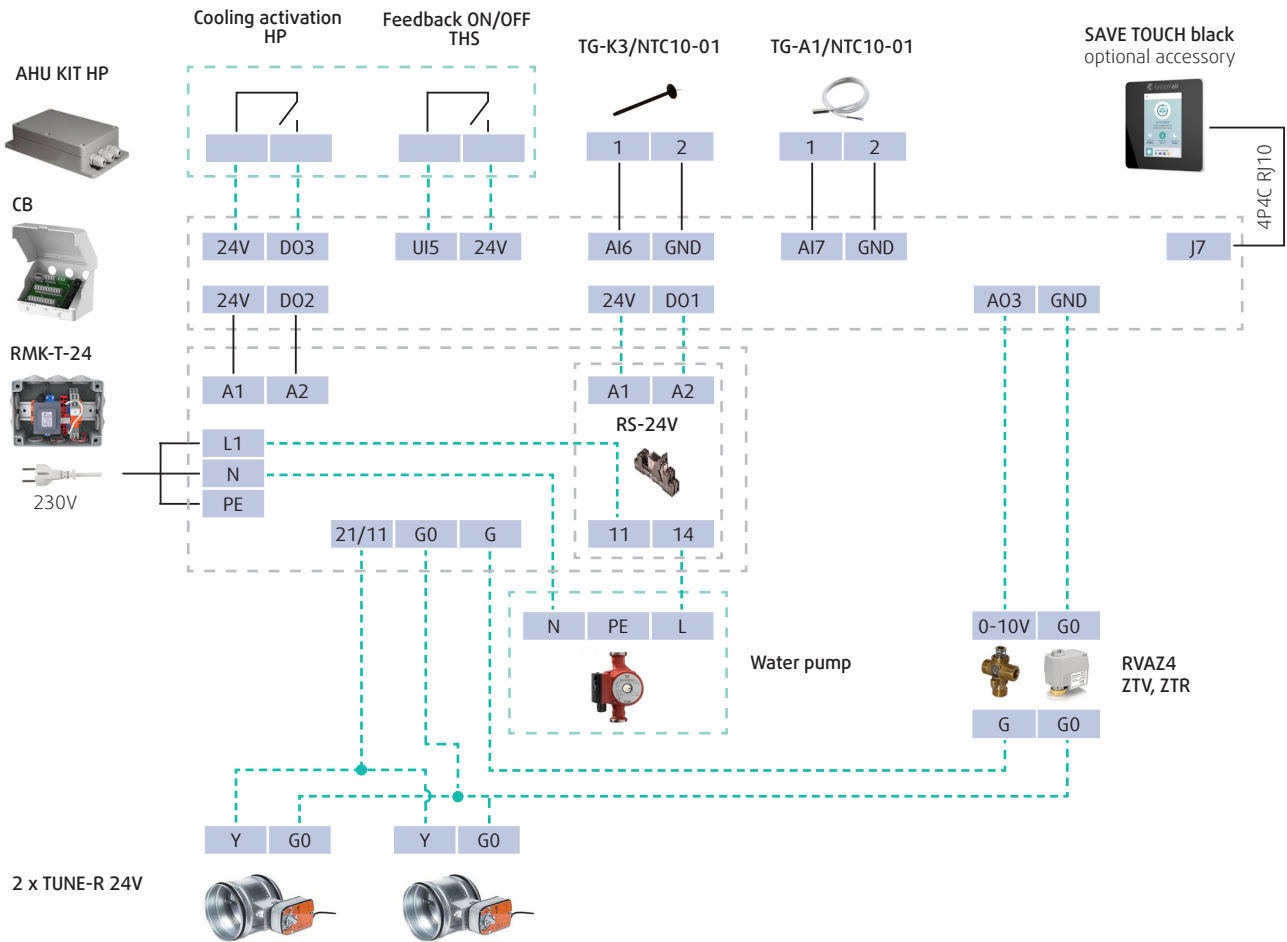 Cooling activation
HP
Feedback ON/OFF
THS
TG-K3/NTC10-01
TG-A1/NTC10-01
SAVE TOUCH black
optional accessory
AHU KIT HP
1 2
1 2
4P4C RJ10
CB
24V DO3
UI5 24V
AI6 GND
AI7 GND
J7
24V DO2
24V DO1
AO3 GND
RMK-T-24
A1 A2
A1 A2
RS-24V
L1
N
PE
230V
21/11 G0 G
11 14
N PE L
Water pump
0-10V G0
RVAZ4
ZTV, ZTR
G G0
Y G0
Y G0
2 x TUNE-R 24V